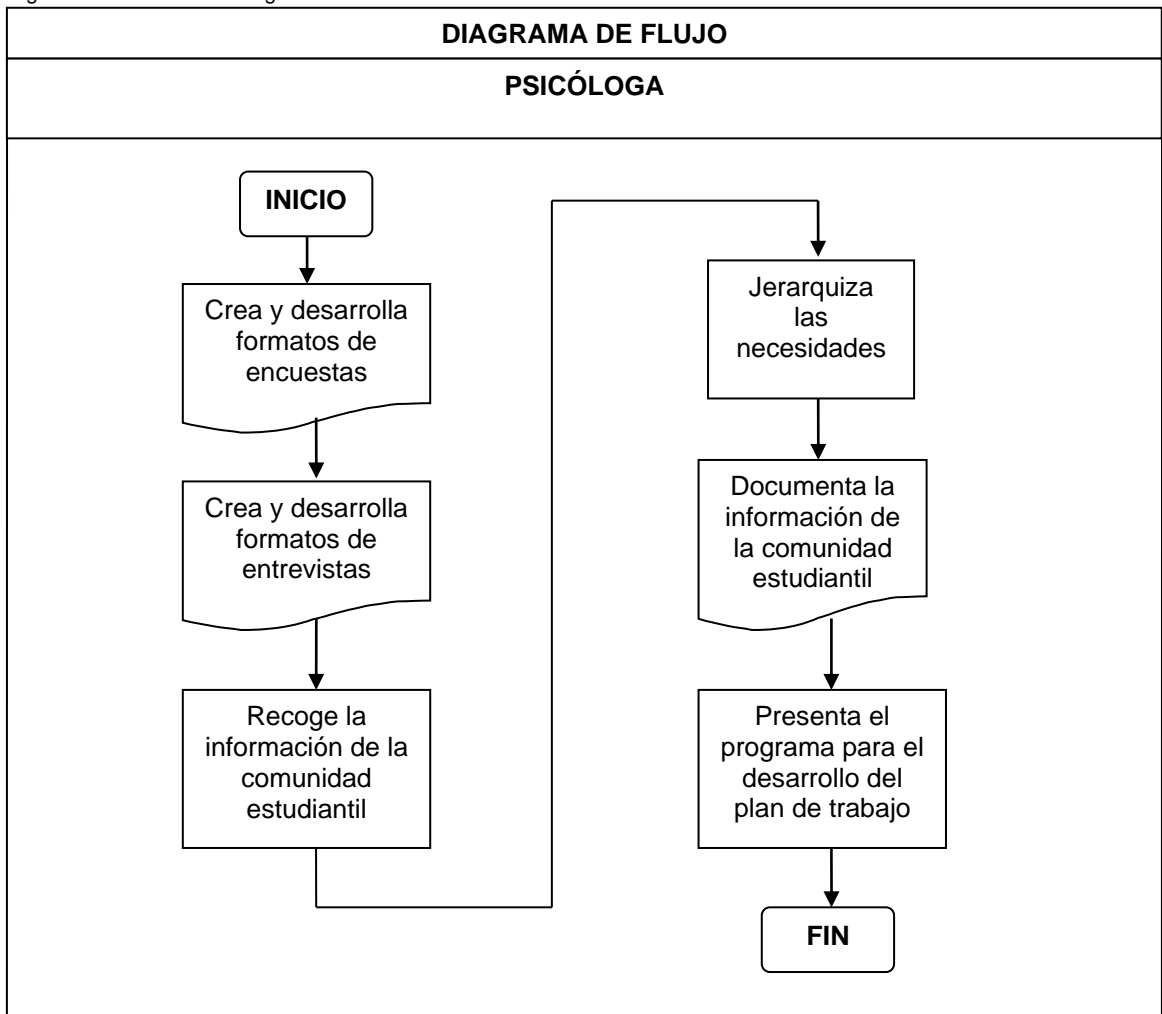 DIAGRAMA DE FLUJO
PSICÓLOGA
INICIO
Crea y desarrolla
formatos de
encuestas
Crea y desarrolla
formatos de
entrevistas
Recoge la
información de la
comunidad
estudiantil
Jerarquiza
las
necesidades
Documenta la
información de
la comunidad
estudiantil
Presenta el
programa para el
desarrollo del
plan de trabajo
FIN